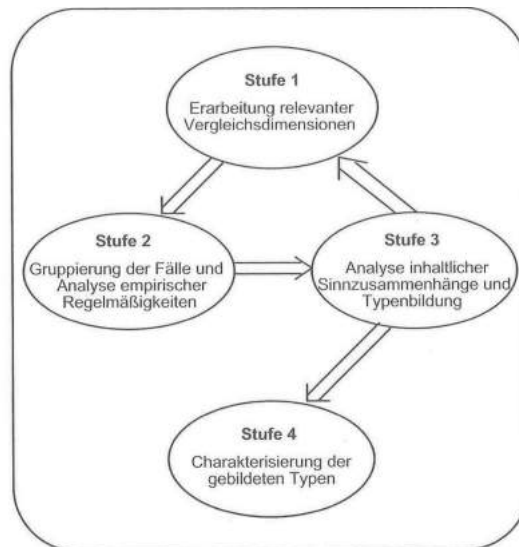 Stufe 1
Erarbeitung relevanter
Vergleichsdimensionen
Stufe 2
Gruppierung der Fälle und
Analyse empirischer
Regelmäßigkeiten
Stufe 3
Analyse inhaltlicher
Sinnzusammenhänge und
Typenbildung
Stufe 4
Charakterisierung der
gebildeten Typen